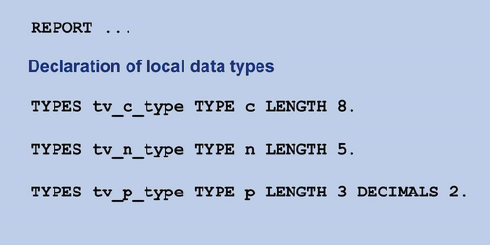 REPORT ...
Declaration of local data types
TYPES tv_c_type TYPE c LENGTH 8.
TYPES tv_n_type TYPE n LENGTH 5.
TYPES tv_p_type TYPE p LENGTH 3 DECIMALS 2.